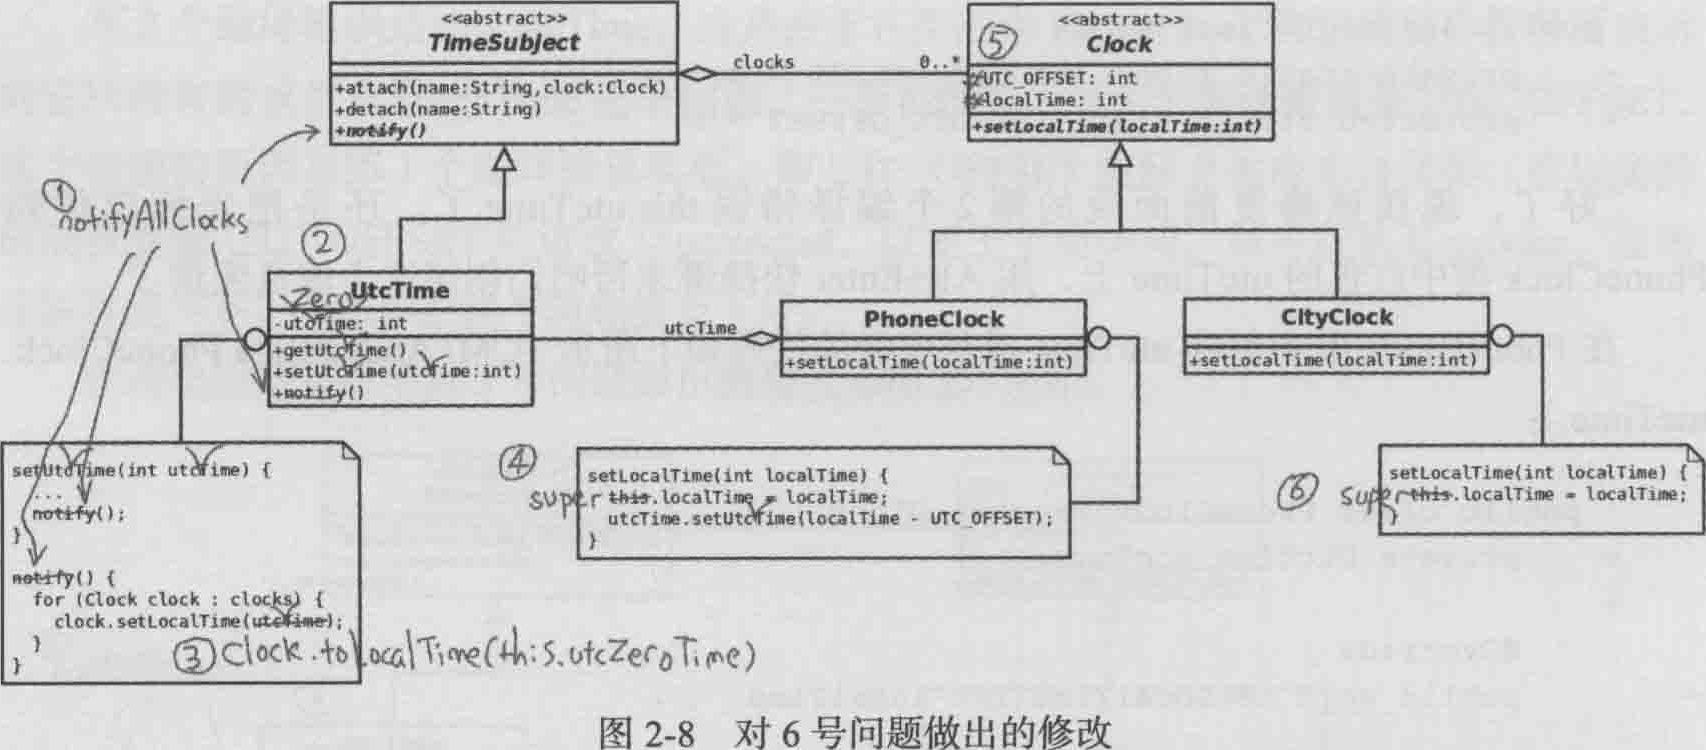 <<abstract>>
TimeSubject
+attach(name:String,clock:Clock)
+detach(name:String)
+notify()
clocks
0..*
⑤
<<abstract>>
Clock
#UTC_OFFSET: int
#localTime: int
+setLocalTime(localTime:int)
①
notifyAllClocks
②
UtcTime
Zero
-utcTime: int
+getUtcTime()
+setUtcTime(utcTime:int)
+notify()
utcTime
PhoneClock
+setLocalTime(localTime:int)
CityClock
+setLocalTime(localTime:int)
setUtcTime(int utcTime) {
...
notify();
}
notify() {
for (Clock clock : clocks) {
clock.setLocalTime(utcTime);
}
}
③ Clock.toLocalTime(this.utcZeroTime)
④
setLocalTime(int localTime) {
super this.localTime = localTime;
utcTime.setUtcTime(localTime - UTC_OFFSET);
}
⑥
setLocalTime(int localTime) {
super this.localTime = localTime;
}
图 2-8 对 6 号问题做出的修改